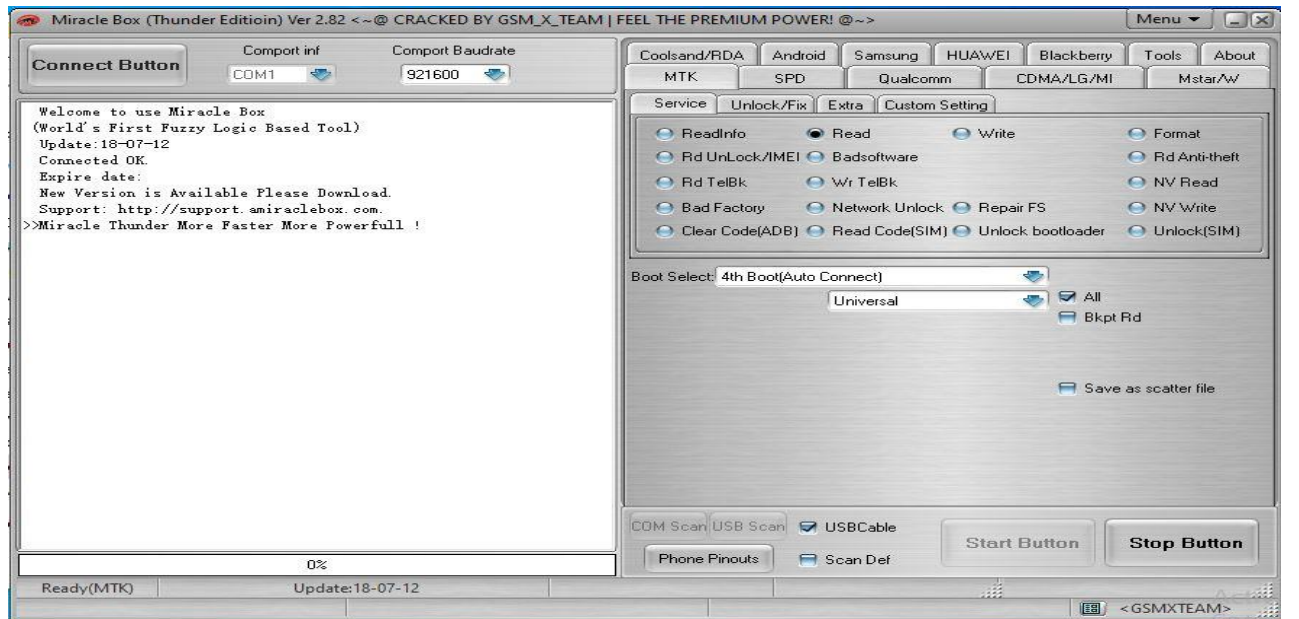 Miracle Box (Thunder Editioin) Ver 2.82 <~@ CRACKED BY GSM_X_TEAM | FEEL THE PREMIUM POWER! @~> Menu
Connect Button
Comport inf Comport Baudrate
COM1 921600
Welcome to use Miracle Box
(World's First Fuzzy Logic Based Tool)
Update:18-07-12
Connected OK.
Expire date:
New Version is Available Please Download.
Support: http://support.amiraclebox.com.
>>Miracle Thunder More Faster More Powerfull !
0%
Coolsand/RDA Android Samsung HUAWEI Blackberry Tools About
MTK SPD Qualcomm CDMA/LG/MI Mstar/W
Service Unlock/Fix Extra Custom Setting
ReadInfo Read Write Format
Rd UnLock/IMEI Badsoftware Rd Anti-theft
Rd TelBk Wr TelBk NV Read
Bad Factory Network Unlock Repair FS NV Write
Clear Code(ADB) Read Code(SIM) Unlock bootloader Unlock(SIM)
Boot Select: 4th Boot(Auto Connect)
Universal All
Bkpt Rd
Save as scatter file
COM Scan USB Scan USBCable
Phone Pinouts Scan Def
Start Button Stop Button
Ready(MTK) Update:18-07-12
<GSMXTEAM>